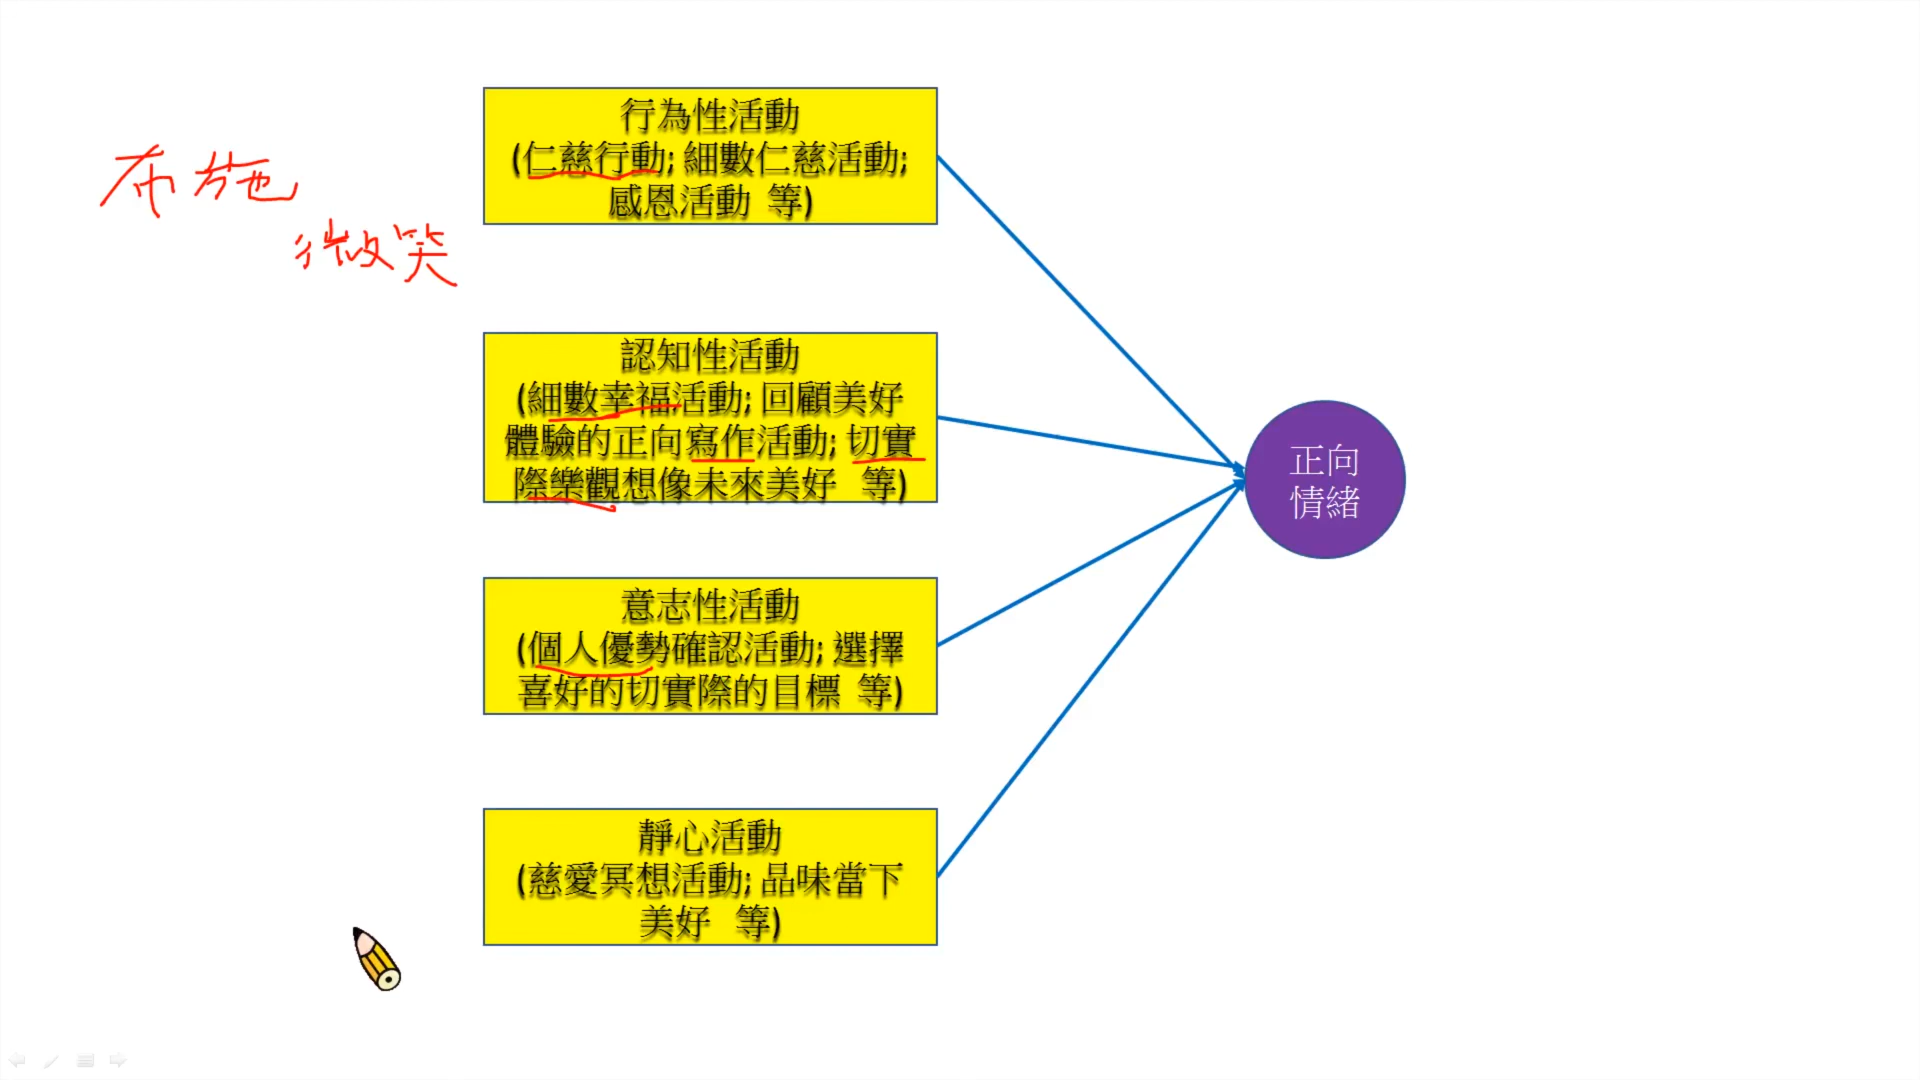 布施
微笑
行為性活動
(仁慈行動; 細數仁慈活動;
感恩活動 等)
認知性活動
(細數幸福活動; 回顧美好
體驗的正向寫作活動; 切實
際樂觀想像未來美好 等)
意志性活動
(個人優勢確認活動; 選擇
喜好的切實際的目標 等)
靜心活動
(慈愛冥想活動; 品味當下
美好 等)
正向
情緒